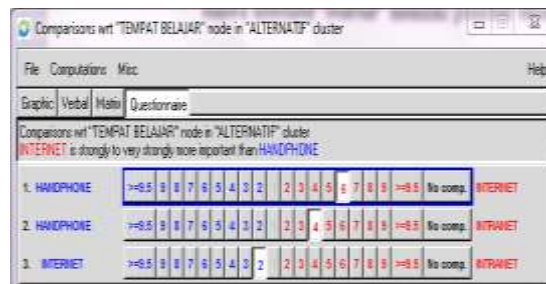 Comparisons wrt "TEMPAT BELAJAR" node in "ALTERNATIF" cluster
File Computations Misc. Help
Graphic Verbal Matrix Questionnaire
Comparisons wrt "TEMPAT BELAJAR" node in "ALTERNATIF" cluster
INTERNET is strongly to very strongly more important than HANDPHONE
1. HANDPHONE >=9.5 9 8 7 6 5 4 3 2 2 3 4 5 6 7 8 9 >=9.5 No comp. INTERNET
2. HANDPHONE >=9.5 9 8 7 6 5 4 3 2 2 3 4 5 6 7 8 9 >=9.5 No comp. INTRANET
3. INTERNET >=9.5 9 8 7 6 5 4 3 2 2 3 4 5 6 7 8 9 >=9.5 No comp. INTRANET